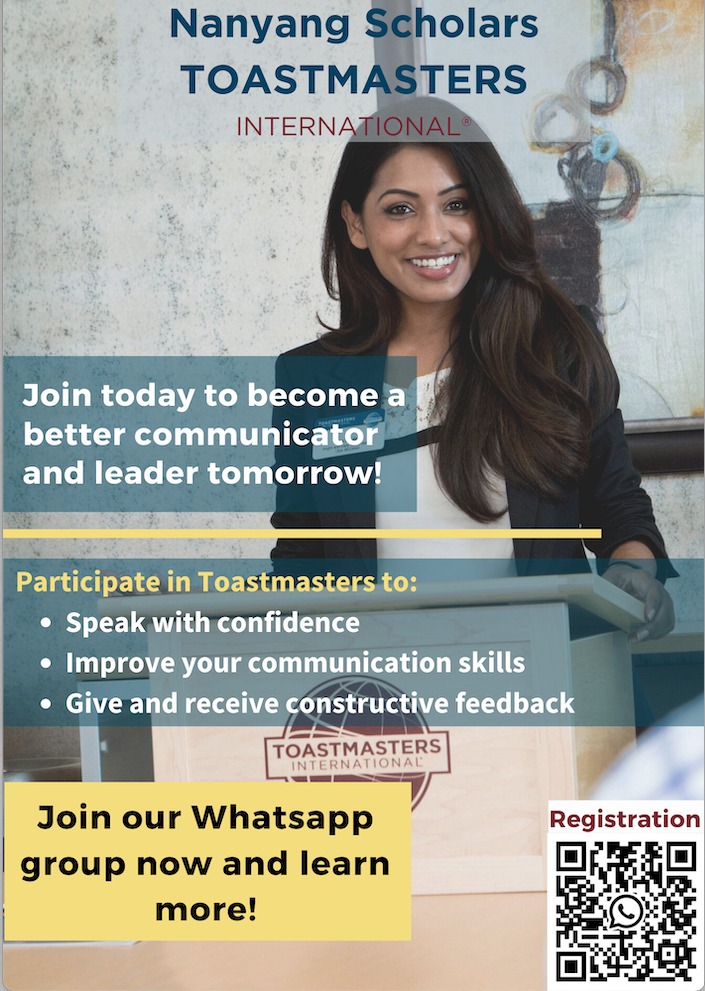 Nanyang Scholars
TOASTMASTERS
INTERNATIONAL®
Join today to become a
better communicator
and leader tomorrow!
TOASTMASTERS
Participate in Toastmasters to:
• Speak with confidence
• Improve your communication skills
• Give and receive constructive feedback
TOASTMASTERS
INTERNATIONAL
Join our Whatsapp
group now and learn
more!
Registration